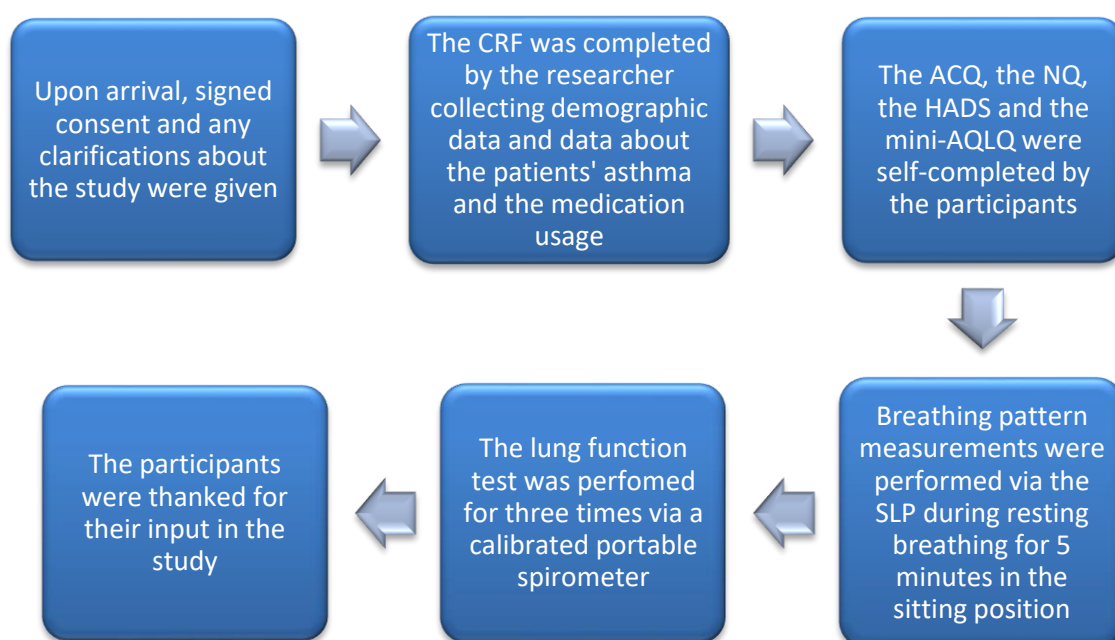 Upon arrival, signed
consent and any
clarifications about
the study were given
The CRF was completed
by the researcher
collecting demographic
data and data about
the patients' asthma
and the medication
usage
The ACQ, the NQ,
the HADS and the
mini-AQLQ were
self-completed by
the participants
Breathing pattern
measurements were
performed via the
SLP during resting
breathing for 5
minutes in the
sitting position
The lung function
test was perfomed
for three times via a
calibrated portable
spirometer
The participants
were thanked for
their input in the
study